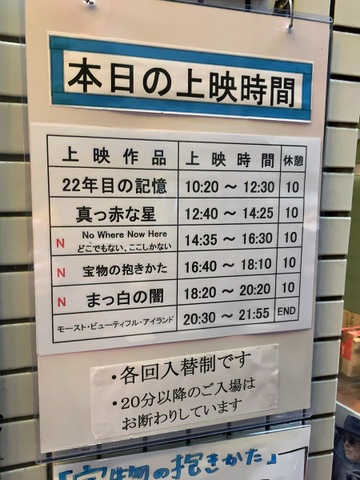 本日の上映時間
上映作品 上映時間 休憩
22年目の記憶 10:20 ～ 12:30 10
真っ赤な星 12:40 ～ 14:25 10
No Where Now Here
N どこでもない、ここしかない 14:35 ～ 16:30 10
N 宝物の抱きかた 16:40 ～ 18:10 10
N まっ白の闇 18:20 ～ 20:20 10
モースト・ビューティフル・アイランド 20:30 ～ 21:55 END
・各回入替制です
・20分以降のご入場は
お断わりしています
「宝物の抱きかた」